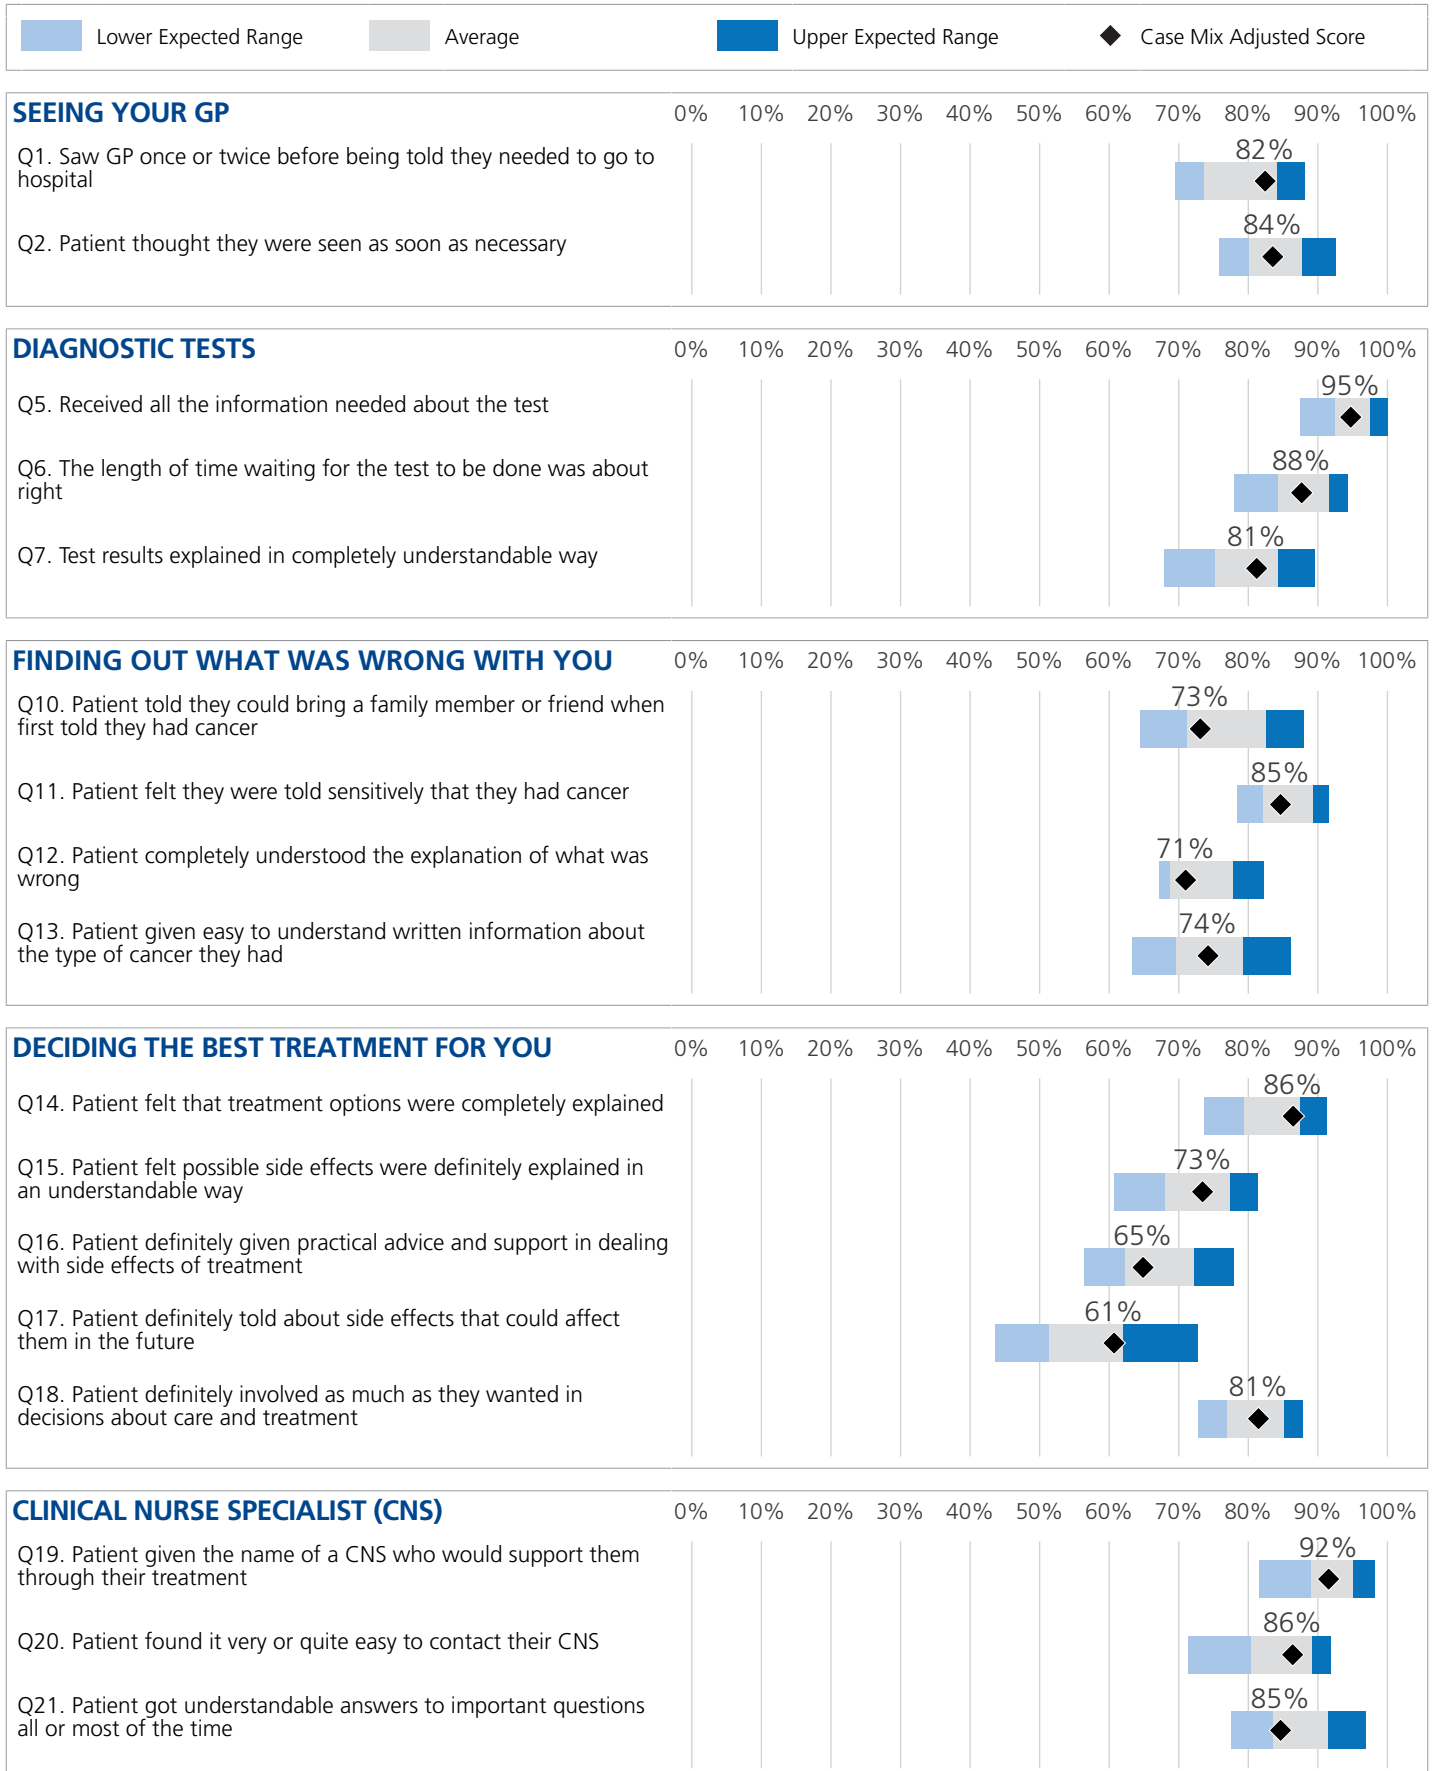 Lower Expected Range Average Upper Expected Range Case Mix Adjusted Score
SEEING YOUR GP 0% 10% 20% 30% 40% 50% 60% 70% 80% 90% 100%
82%
Q1. Saw GP once or twice before being told they needed to go to
hospital
84%
Q2. Patient thought they were seen as soon as necessary
DIAGNOSTIC TESTS 0% 10% 20% 30% 40% 50% 60% 70% 80% 90% 100%
95%
Q5. Received all the information needed about the test
88%
Q6. The length of time waiting for the test to be done was about
right
81%
Q7. Test results explained in completely understandable way
FINDING OUT WHAT WAS WRONG WITH YOU 0% 10% 20% 30% 40% 50% 60% 70% 80% 90% 100%
73%
Q10. Patient told they could bring a family member or friend when
first told they had cancer
85%
Q11. Patient felt they were told sensitively that they had cancer
71%
Q12. Patient completely understood the explanation of what was
wrong
74%
Q13. Patient given easy to understand written information about
the type of cancer they had
DECIDING THE BEST TREATMENT FOR YOU 0% 10% 20% 30% 40% 50% 60% 70% 80% 90% 100%
86%
Q14. Patient felt that treatment options were completely explained
73%
Q15. Patient felt possible side effects were definitely explained in
an understandable way
65%
Q16. Patient definitely given practical advice and support in dealing
with side effects of treatment
61%
Q17. Patient definitely told about side effects that could affect
them in the future
81%
Q18. Patient definitely involved as much as they wanted in
decisions about care and treatment
CLINICAL NURSE SPECIALIST (CNS) 0% 10% 20% 30% 40% 50% 60% 70% 80% 90% 100%
92%
Q19. Patient given the name of a CNS who would support them
through their treatment
86%
Q20. Patient found it very or quite easy to contact their CNS
85%
Q21. Patient got understandable answers to important questions
all or most of the time